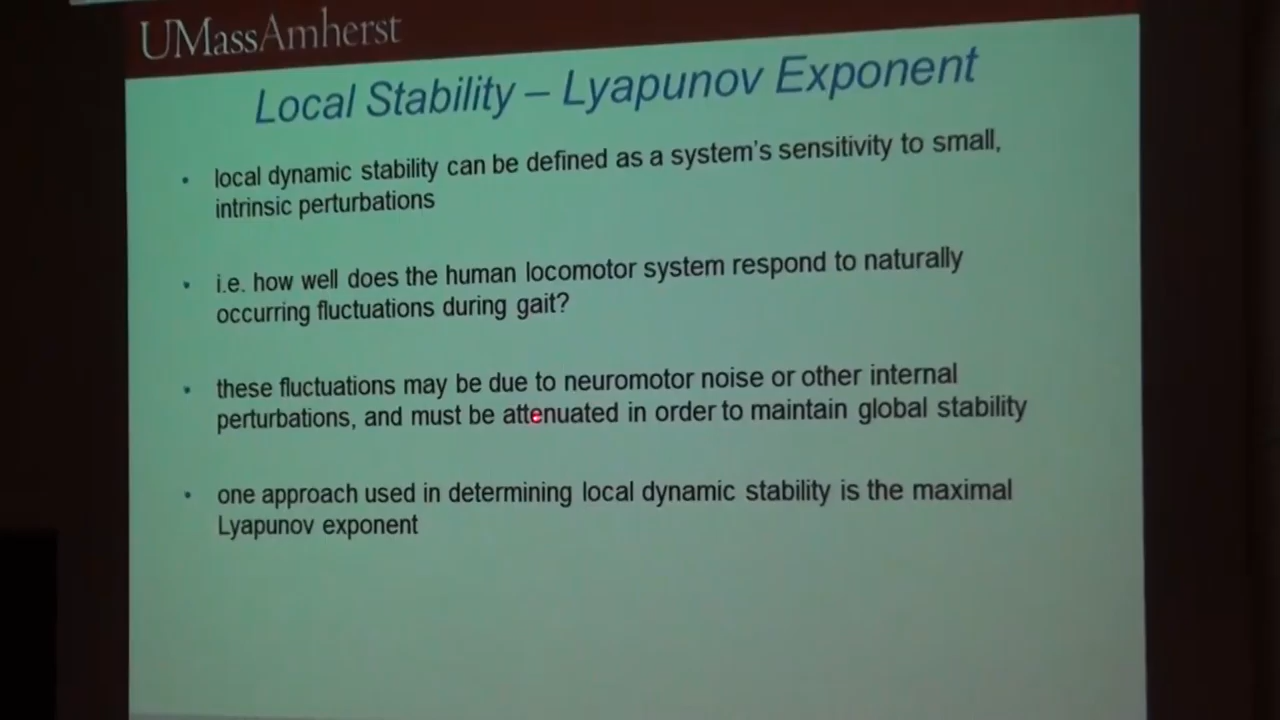 UMassAmherst
Local Stability – Lyapunov Exponent
• local dynamic stability can be defined as a system's sensitivity to small,
intrinsic perturbations
• i.e. how well does the human locomotor system respond to naturally
occurring fluctuations during gait?
• these fluctuations may be due to neuromotor noise or other internal
perturbations, and must be attenuated in order to maintain global stability
• one approach used in determining local dynamic stability is the maximal
Lyapunov exponent